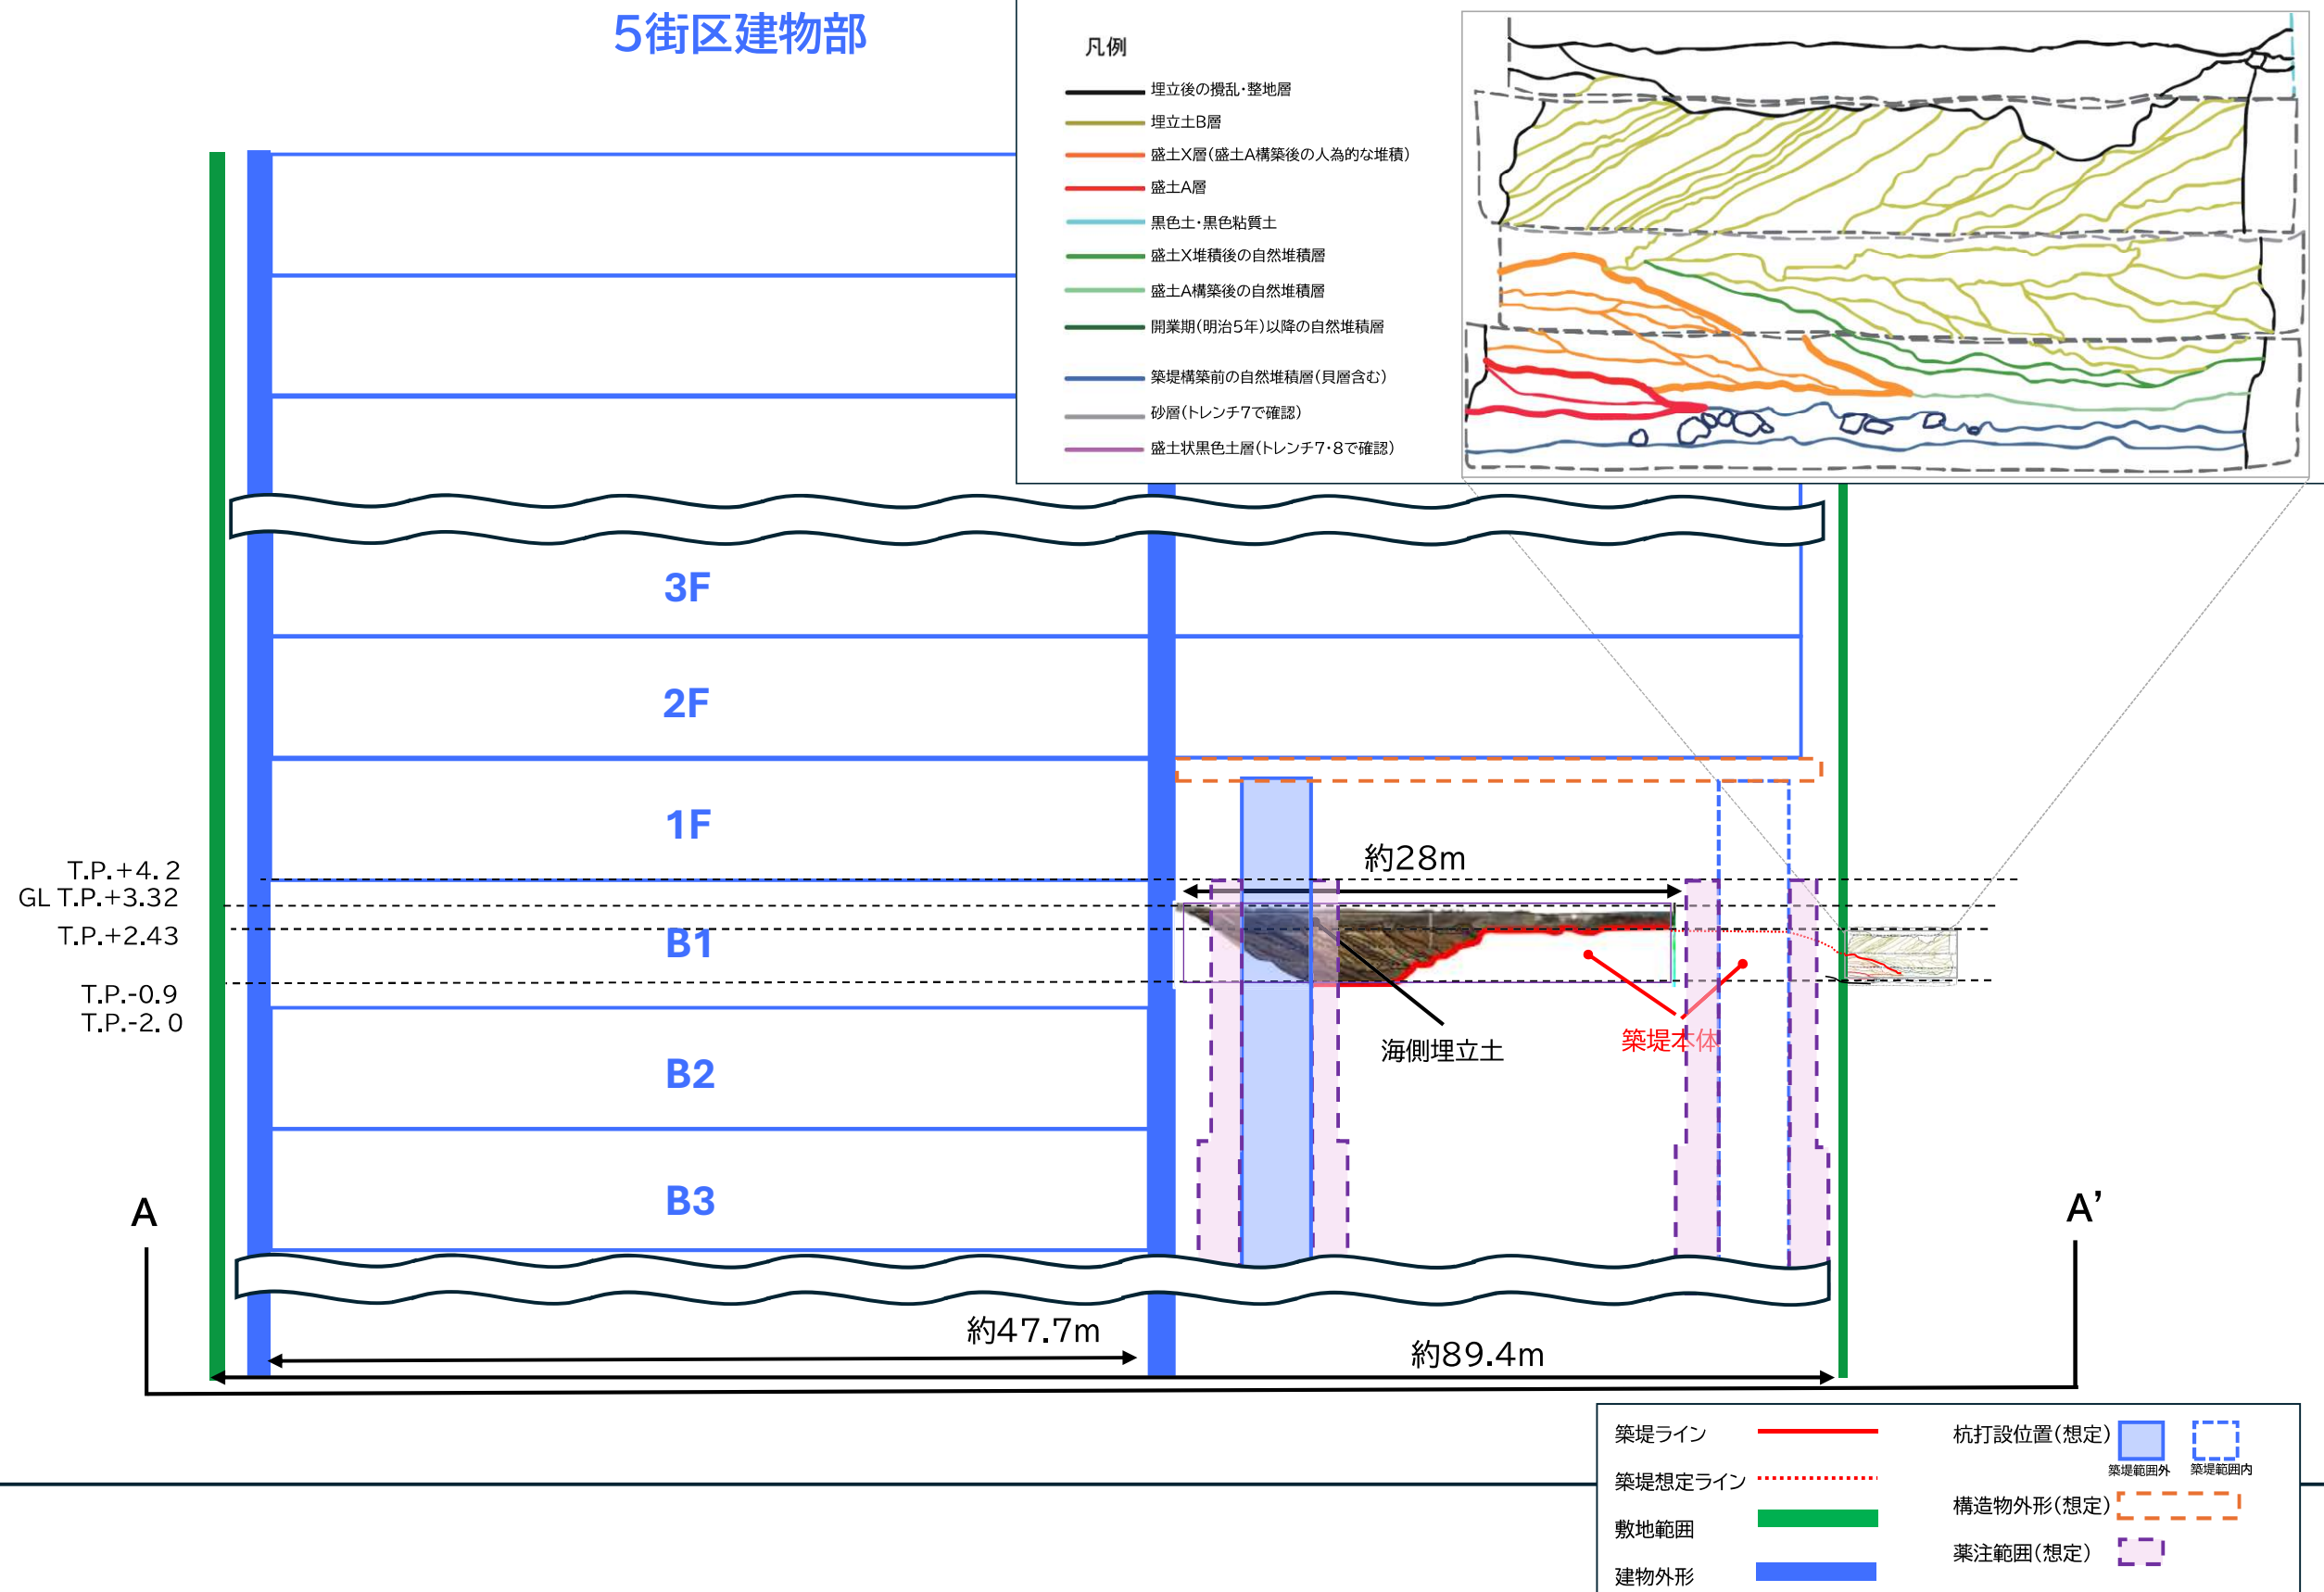 5街区建物部
凡例
埋立後の攪乱・整地層
埋立土B層
盛土X層(盛土A構築後の人為的な堆積)
盛土A層
黒色土・黒色粘質土
盛土X堆積後の自然堆積層
盛土A構築後の自然堆積層
開業期(明治5年)以降の自然堆積層
築堤構築前の自然堆積層(貝層含む)
砂層(トレンチ7で確認)
盛土状黒色土層(トレンチ7・8で確認)
3F
2F
1F
B1
B2
B3
T.P.+4.2
GL T.P.+3.32
T.P.+2.43
T.P.-0.9
T.P.-2.0
約28m
海側埋立土
築堤本体
A
A’
約47.7m
約89.4m
築堤ライン
築堤想定ライン
敷地範囲
建物外形
杭打設位置(想定)
築堤範囲外
築堤範囲内
構造物外形(想定)
薬注範囲(想定)